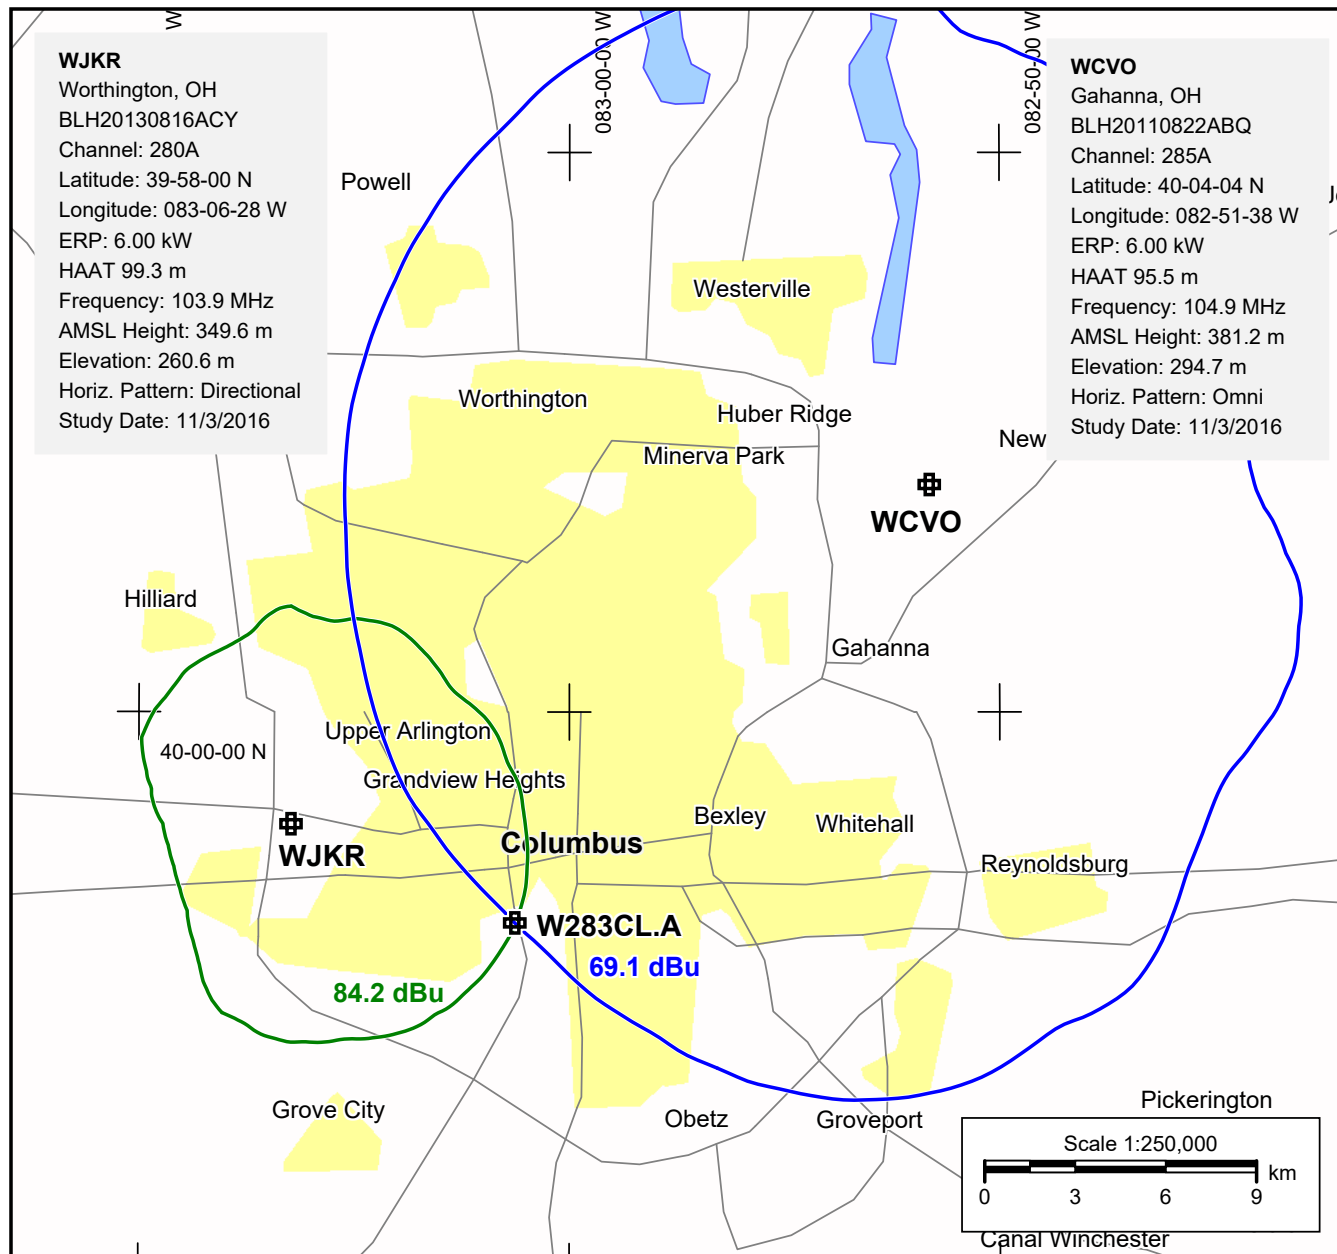 W
083-00-00 W
082-50-00 W
WJKR
Worthington, OH
BLH20130816ACY
Channel: 280A
Latitude: 39-58-00 N
Longitude: 083-06-28 W
ERP: 6.00 kW
HAAT 99.3 m
Frequency: 103.9 MHz
AMSL Height: 349.6 m
Elevation: 260.6 m
Horiz. Pattern: Directional
Study Date: 11/3/2016
WCVO
Gahanna, OH
BLH20110822ABQ
Channel: 285A
Latitude: 40-04-04 N
Longitude: 082-51-38 W
ERP: 6.00 kW
HAAT 95.5 m
Frequency: 104.9 MHz
AMSL Height: 381.2 m
Elevation: 294.7 m
Horiz. Pattern: Omni
Study Date: 11/3/2016
Powell
Westerville
Worthington
Huber Ridge
New
Minerva Park
WCVO
Hilliard
Gahanna
Upper Arlington
40-00-00 N
Grandview Heights
Bexley
Whitehall
Columbus
WJKR
Reynoldsburg
W283CL.A
69.1 dBu
84.2 dBu
Grove City
Obetz
Groveport
Pickerington
Scale 1:250,000
km
0 3 6 9
Canal Winchester